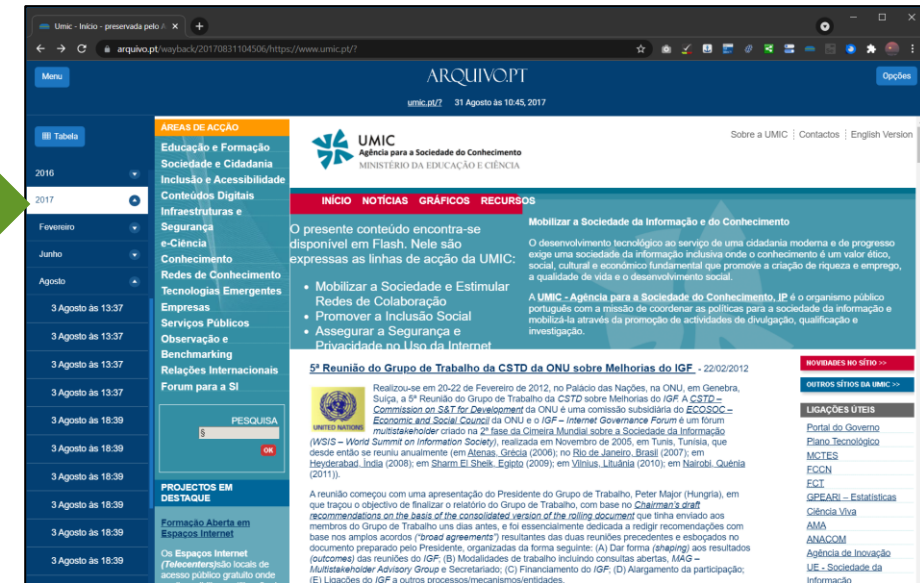 Umic - Início - preservada pelo A
arquivo.pt/wayback/20170831104506/https://www.umic.pt/?
Menu
ARQUIVO.PT
Opções
umic.pt/? 31 Agosto às 10:45, 2017
Tabela
2016
2017
Fevereiro
Junho
Agosto
3 Agosto às 13:37
3 Agosto às 13:37
3 Agosto às 13:37
3 Agosto às 13:37
3 Agosto às 18:39
3 Agosto às 18:39
3 Agosto às 18:39
3 Agosto às 18:39
3 Agosto às 18:39
3 Agosto às 18:39
ÁREAS DE ACÇÃO
Educação e Formação
Sociedade e Cidadania
Inclusão e Acessibilidade
Conteúdos Digitais
Infraestruturas e
Segurança
e-Ciência
Conhecimento
Redes de Conhecimento
Tecnologias Emergentes
Empresas
Serviços Públicos
Observação e
Benchmarking
Relações Internacionais
Forum para a SI
PESQUISA
§
OK
PROJECTOS EM
DESTAQUE
Formação Aberta em
Espaços Internet
Os Espaços Internet
(Telecenters)são locais de
acesso público gratuito onde
UMIC
Agência para a Sociedade do Conhecimento
MINISTÉRIO DA EDUCAÇÃO E CIÊNCIA
Sobre a UMIC | Contactos | English Version
INÍCIO NOTÍCIAS GRÁFICOS RECURSOS
O presente conteúdo encontra-se
disponível em Flash. Nele são
expressas as linhas de acção da UMIC:
• Mobilizar a Sociedade e Estimular
Redes de Colaboração
• Promover a Inclusão Social
• Assegurar a Segurança e
Privacidade no Uso da Internet
Mobilizar a Sociedade da Informação e do Conhecimento
O desenvolvimento tecnológico ao serviço de uma cidadania moderna e de progresso
exige uma sociedade da informação inclusiva onde o conhecimento é um valor ético,
social, cultural e económico fundamental que promove a criação de riqueza e emprego,
a qualidade de vida e o desenvolvimento social.
A UMIC - Agência para a Sociedade do Conhecimento, IP é o organismo público
português com a missão de coordenar as políticas para a sociedade da informação e
mobilizá-la através da promoção de actividades de divulgação, qualificação e
investigação.
5ª Reunião do Grupo de Trabalho da CSTD da ONU sobre Melhorias do IGF - 22/02/2012
UNITED NATIONS
Realizou-se em 20-22 de Fevereiro de 2012, no Palácio das Nações, na ONU, em Genebra,
Suíça, a 5ª Reunião do Grupo de Trabalho da CSTD sobre Melhorias do IGF. A CSTD –
Commission on S&T for Development da ONU é uma comissão subsidiária do ECOSOC –
Economic and Social Council da ONU e o IGF – Internet Governance Forum é um fórum
multistakeholder criado na 2ª fase da Cimeira Mundial sobre a Sociedade da Informação
(WSIS – World Summit on Information Society), realizada em Novembro de 2005, em Tunis, Tunísia, que
desde então se reuniu anualmente (em Atenas, Grécia (2006); no Rio de Janeiro, Brasil (2007); em
Heyderabad, Índia (2008); em Sharm El Sheik, Egipto (2009); em Vilnius, Lituânia (2010); em Nairobi, Quénia
(2011)).
A reunião começou com uma apresentação do Presidente do Grupo de Trabalho, Peter Major (Hungria), em
que traçou o objectivo de finalizar o relatório do Grupo de Trabalho, com base no Chairman's draft
recommendations on the basis of the consolidated version of the rolling document que tinha enviado aos
membros do Grupo de Trabalho uns dias antes, e foi essencialmente dedicada a redigir recomendações com
base nos amplos acordos ("broad agreements") resultantes das duas reuniões precedentes e esboçados no
documento preparado pelo Presidente, organizadas da forma seguinte: (A) Dar forma (shaping) aos resultados
(outcomes) das reuniões do IGF; (B) Modalidades de trabalho incluindo consultas abertas, MAG –
Multistakeholder Advisory Group e Secretariado; (C) Financiamento do IGF; (D) Alargamento da participação;
(E) Ligações do IGF a outros processos/mecanismos/entidades.
NOVIDADES NO SÍTIO >>
OUTROS SÍTIOS DA UMIC >>
LIGAÇÕES ÚTEIS
Portal do Governo
Plano Tecnológico
MCTES
FCCN
FCT
GPEARI – Estatísticas
Ciência Viva
AMA
ANACOM
Agência de Inovação
UE - Sociedade da
Informação